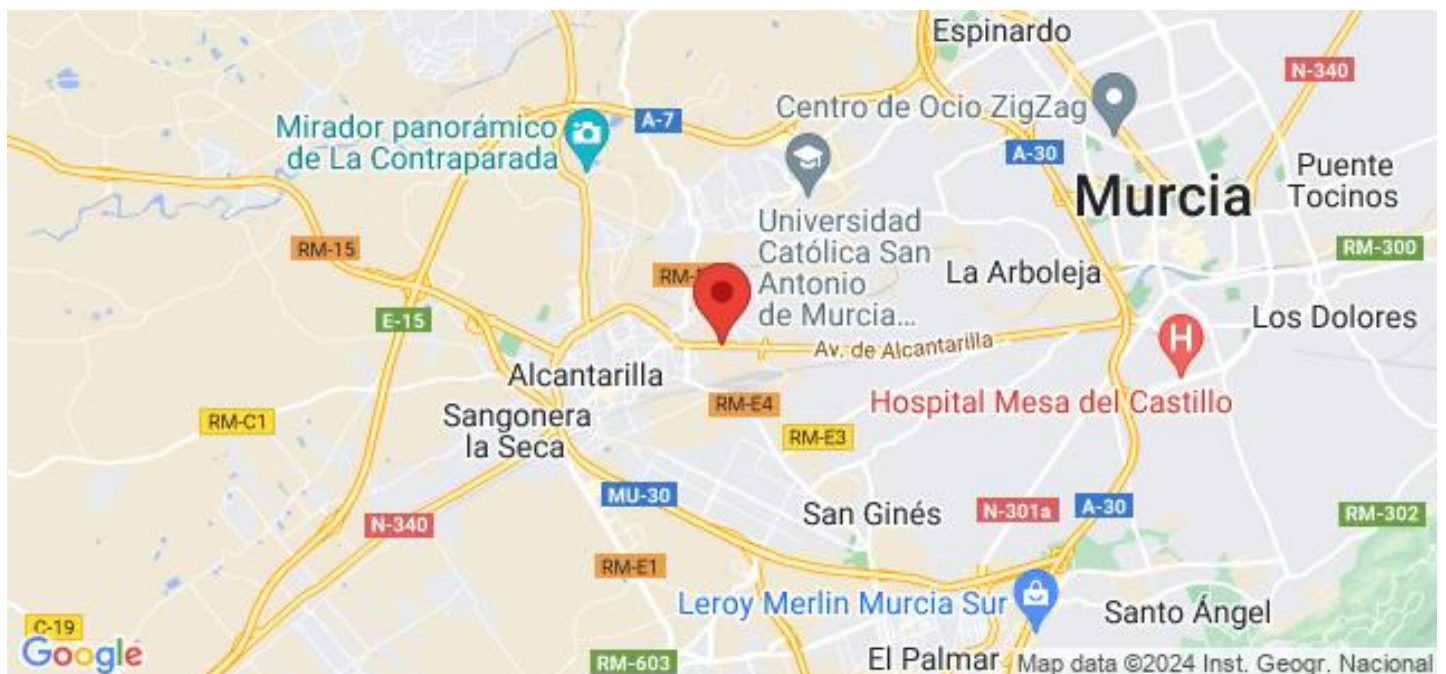 Espinardo
N-340
Centro de Ocio ZigZag
A-7
Mirador panorámico
de La Contraparada
A-30
Puente
Tocinos
Murcia
Universidad
Católica San
Antonio
de Murcia...
RM-15
RM-300
La Arboleja
E-15
Los Dolores
Av. de Alcantarilla
H
Alcantarilla
RM-E4
Hospital Mesa del Castillo
RM-C1
Sangonera
la Seca
RM-E3
MU-30
San Ginés
N-301a
A-30
RM-302
N-340
RM-E1
Leroy Merlin Murcia Sur
Santo Ángel
C-19
Google
RM-603
El Palmar
Map data ©2024 Inst. Geogr. Nacional